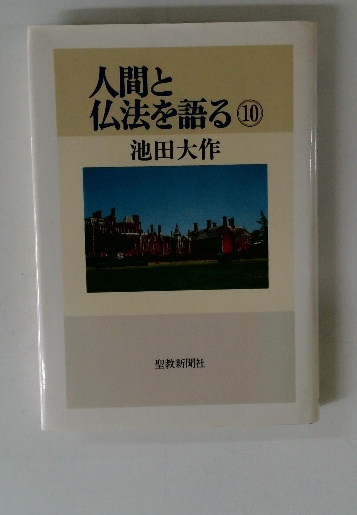 人間と
仏法を語る⑩
池田大作
聖教新聞社